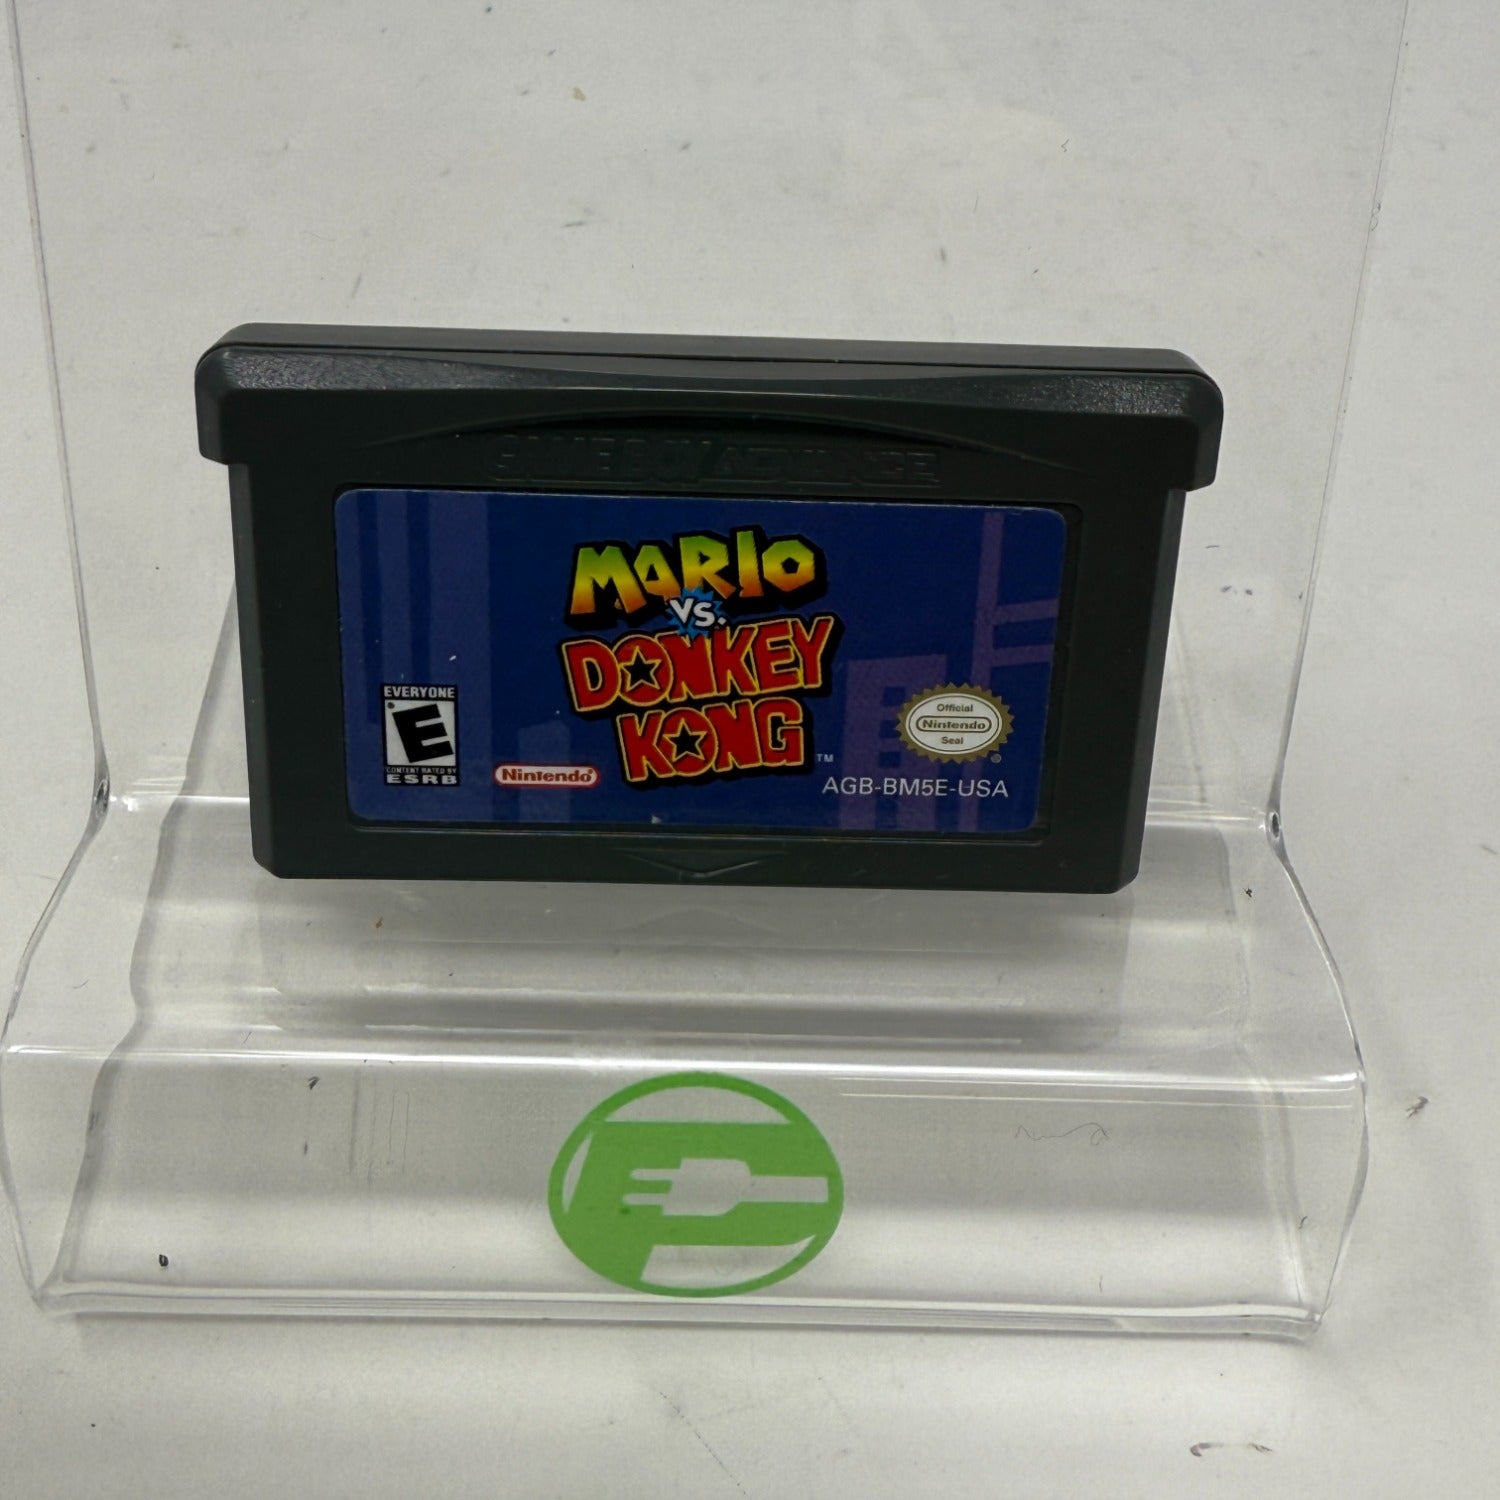 GAME BOY ADVANCE
MARIO
VS.
DONKEY
KONG
TM
EVERYONE
E
CONTENT RATED BY
ESRB
Nintendo
Official
Nintendo
Seal
AGB-BM5E-USA